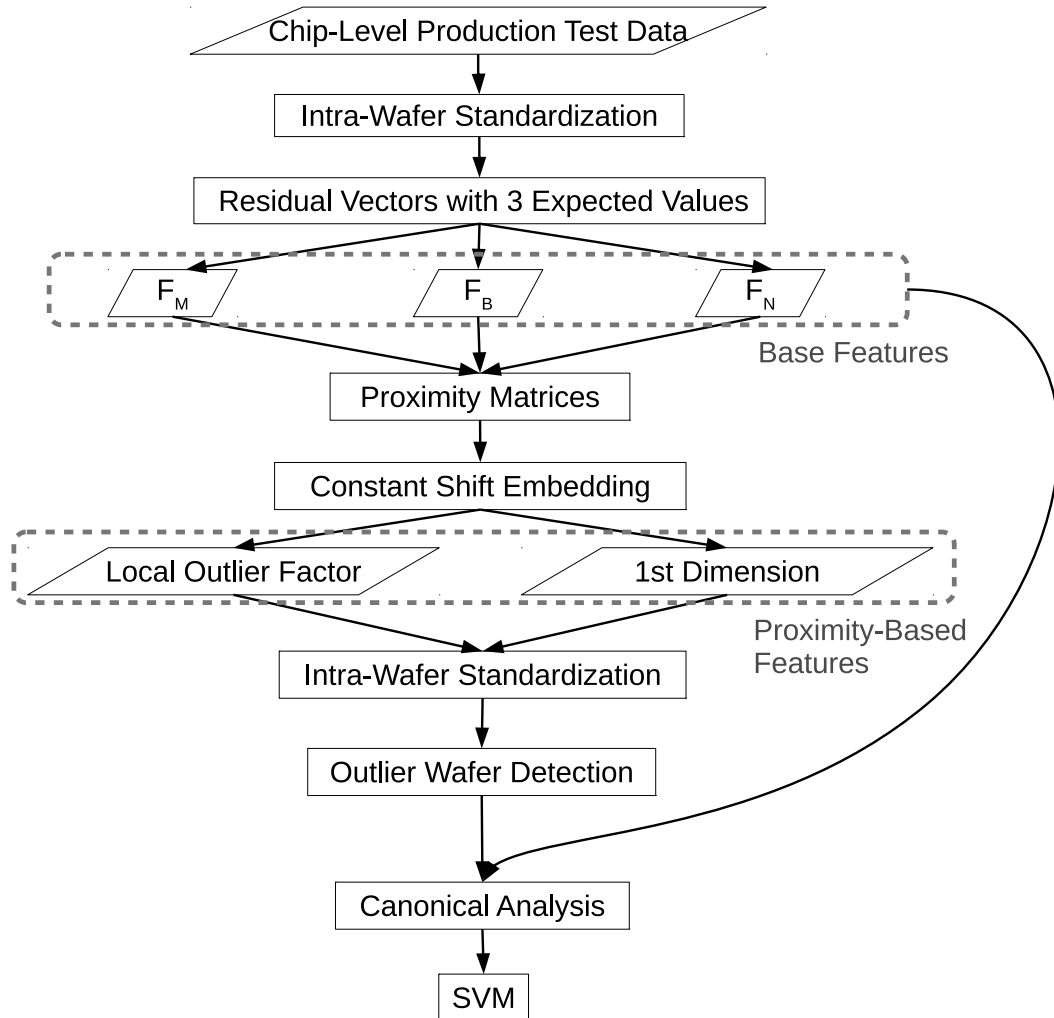 Chip-Level Production Test Data
Intra-Wafer Standardization
Residual Vectors with 3 Expected Values
F_M
F_B
F_N
Base Features
Proximity Matrices
Constant Shift Embedding
Local Outlier Factor
1st Dimension
Proximity-Based
Features
Intra-Wafer Standardization
Outlier Wafer Detection
Canonical Analysis
SVM